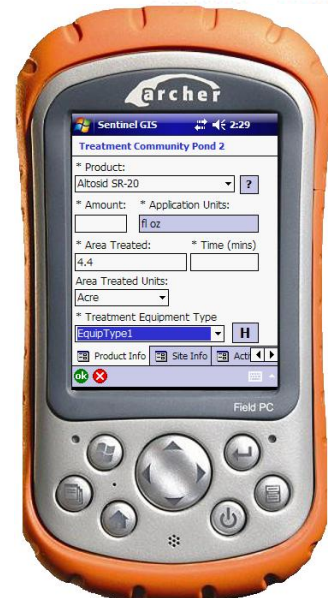 archer
Sentinel GIS 2:29
Treatment Community Pond 2
* Product:
Altosid SR-20 ?
* Amount: * Application Units:
fl oz
* Area Treated: * Time (mins)
4.4
Area Treated Units:
Acre
* Treatment Equipment Type
EquipType1 H
Product Info Site Info Acti
ok
Field PC